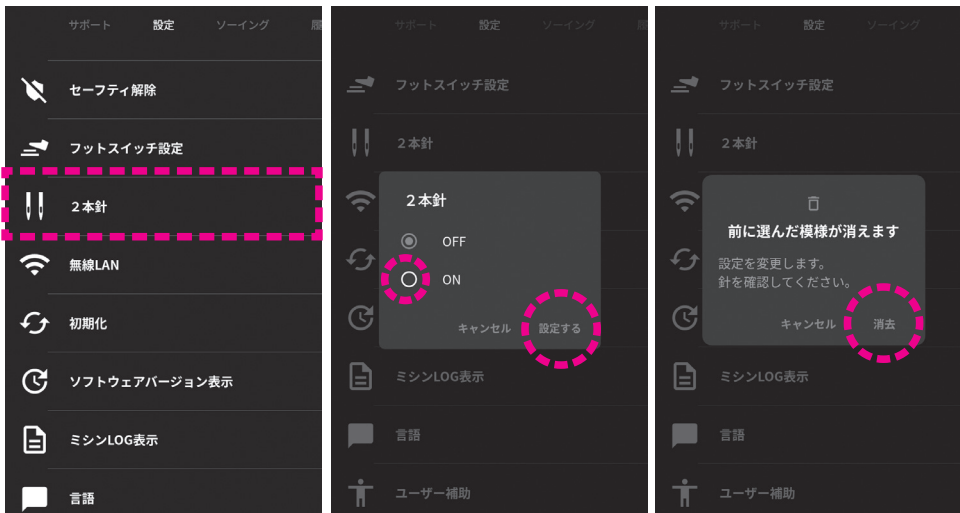 サポート 設定 ソーイング 履
セーフティ解除
フットスイッチ設定
２本針
無線LAN
初期化
ソフトウェアバージョン表示
ミシンLOG表示
言語
サポート 設定 ソーイング 履
フットスイッチ設定
２本針
２本針
OFF
ON
キャンセル 設定する
ミシンLOG表示
言語
ユーザー補助
サポート 設定 ソーイング
フットスイッチ設定
２本針
前に選んだ模様が消えます
設定を変更します。
針を確認してください。
キャンセル 消去
ミシンLOG表示
言語
ユーザー補助